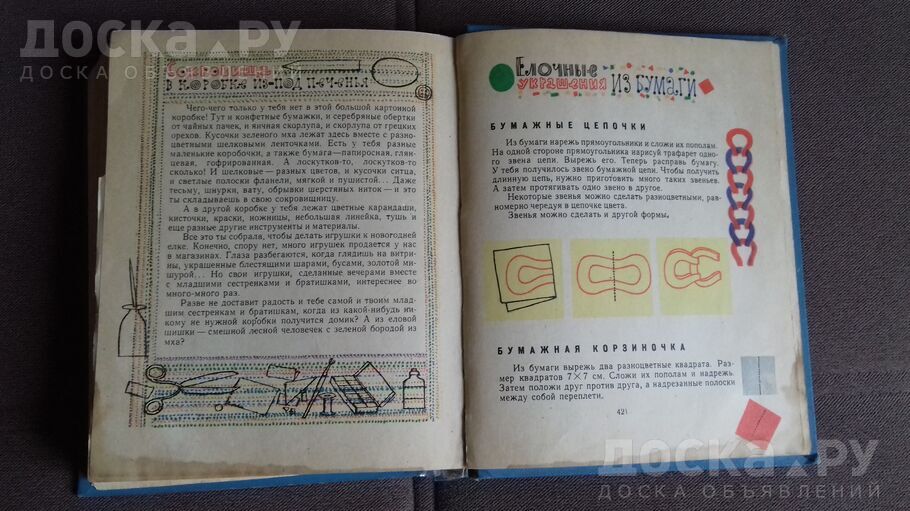 ДОСКА.РУ
ДОСКА ОБЪЯВЛЕНИЙ
Сокровища
в коробке из-под печенья
Чего-чего только у тебя нет в этой большой картонной
коробке! Тут и конфетные бумажки, и серебряные обертки
от чайных пачек, и яичная скорлупа, и скорлупа от грецких
орехов. Кусочки зеленого мха лежат здесь вместе с разно-
цветными шелковыми ленточками. Есть у тебя разные
маленькие коробочки, а также бумага—папиросная, глян-
цевая, гофрированная. А лоскутков-то, лоскутков-то
сколько! И шелковые — разных цветов, и кусочки ситца,
и светлые полоски фланели, мягкой и пушистой... Даже
тесьму, шнурки, вату, обрывки шерстяных ниток — и это
ты складываешь в свою сокровищницу.
А в другой коробке у тебя лежат цветные карандаши,
кисточки, краски, ножницы, небольшая линейка, тушь и
еще разные другие инструменты и материалы.
Все это ты собрала, чтобы делать игрушки к новогодней
елке. Конечно, спору нет, много игрушек продается у нас
в магазинах. Глаза разбегаются, когда глядишь на витри-
ны, украшенные блестящими шарами, бусами, золотой ми-
шурой... Но свои игрушки, сделанные вечерами вместе
с младшими сестренками и братишками, интереснее во
много-много раз.
Разве не доставит радость и тебе самой и твоим млад-
шим сестренкам и братишкам, когда из какой-нибудь ни-
кому не нужной коробки получится домик? А из еловой
шишки — смешной лесной человечек с зеленой бородой из
мха?
Елочные
украшения из бумаги
БУМАЖНЫЕ ЦЕПОЧКИ
Из бумаги нарежь прямоугольники и сложи их пополам.
На одной стороне прямоугольника нарисуй трафарет одно-
го звена цепи. Вырежь его. Теперь расправь бумагу.
У тебя получилось звено бумажной цепи. Чтобы получить
длинную цепь, нужно приготовить много таких звеньев.
А затем протягивать одно звено в другое.
Некоторые звенья можно сделать разноцветными, рав-
номерно чередуя в цепочке цвета.
Звенья можно сделать и другой формы.
БУМАЖНАЯ КОРЗИНОЧКА
Из бумаги вырежь два разноцветные квадрата. Раз-
мер квадратов 7×7 см. Сложи их пополам и надрежь.
Затем положи друг против друга, а надрезанные полоски
между собой переплети.
421
ДОСКА.РУ
ДОСКА ОБЪЯВЛЕНИЙ